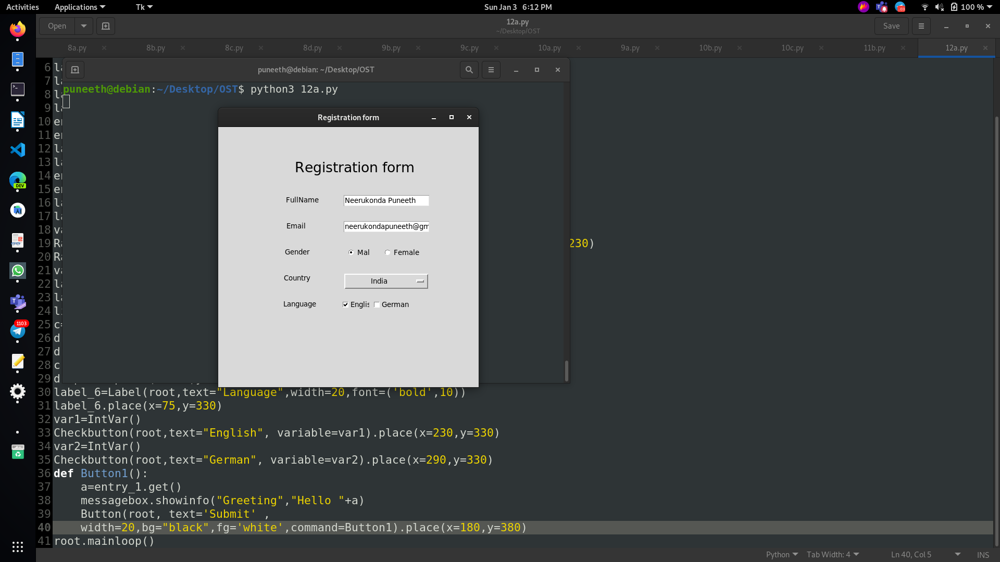 Activities Applications Tk Sun Jan 3 6:12 PM 100 %
Open 12a.py Save
~/Desktop/OST
8a.py 8b.py 8c.py 8d.py 9b.py 9c.py 10a.py 9a.py 10b.py 10c.py 11b.py 12a.py
puneeth@debian: ~/Desktop/OST
puneeth@debian:~/Desktop/OST$ python3 12a.py
Registration form
Registration form
FullName Neerukonda Puneeth
Email neerukondapuneeth@gm
Gender Mal Female
Country India
Language Englis German
6 la
7 la
8 la
9 la
10 en
11 en
12 la
13 la
14 en
15 en
16 la
17 la
18 va
19 Ra 230)
20 Ra
21 va
22 la
23 la
24 li
25 c=
26 d
27 d
28 c
29 d
30 label_6=Label(root,text="Language",width=20,font=('bold',10))
31 label_6.place(x=75,y=330)
32 var1=IntVar()
33 Checkbutton(root,text="English", variable=var1).place(x=230,y=330)
34 var2=IntVar()
35 Checkbutton(root,text="German", variable=var2).place(x=290,y=330)
36 def Button1():
37 a=entry_1.get()
38 messagebox.showinfo("Greeting","Hello "+a)
39 Button(root, text='Submit' ,
40 width=20,bg="black",fg='white',command=Button1).place(x=180,y=380)
41 root.mainloop()
DEV
1103
Python Tab Width: 4 Ln 40, Col 5 INS